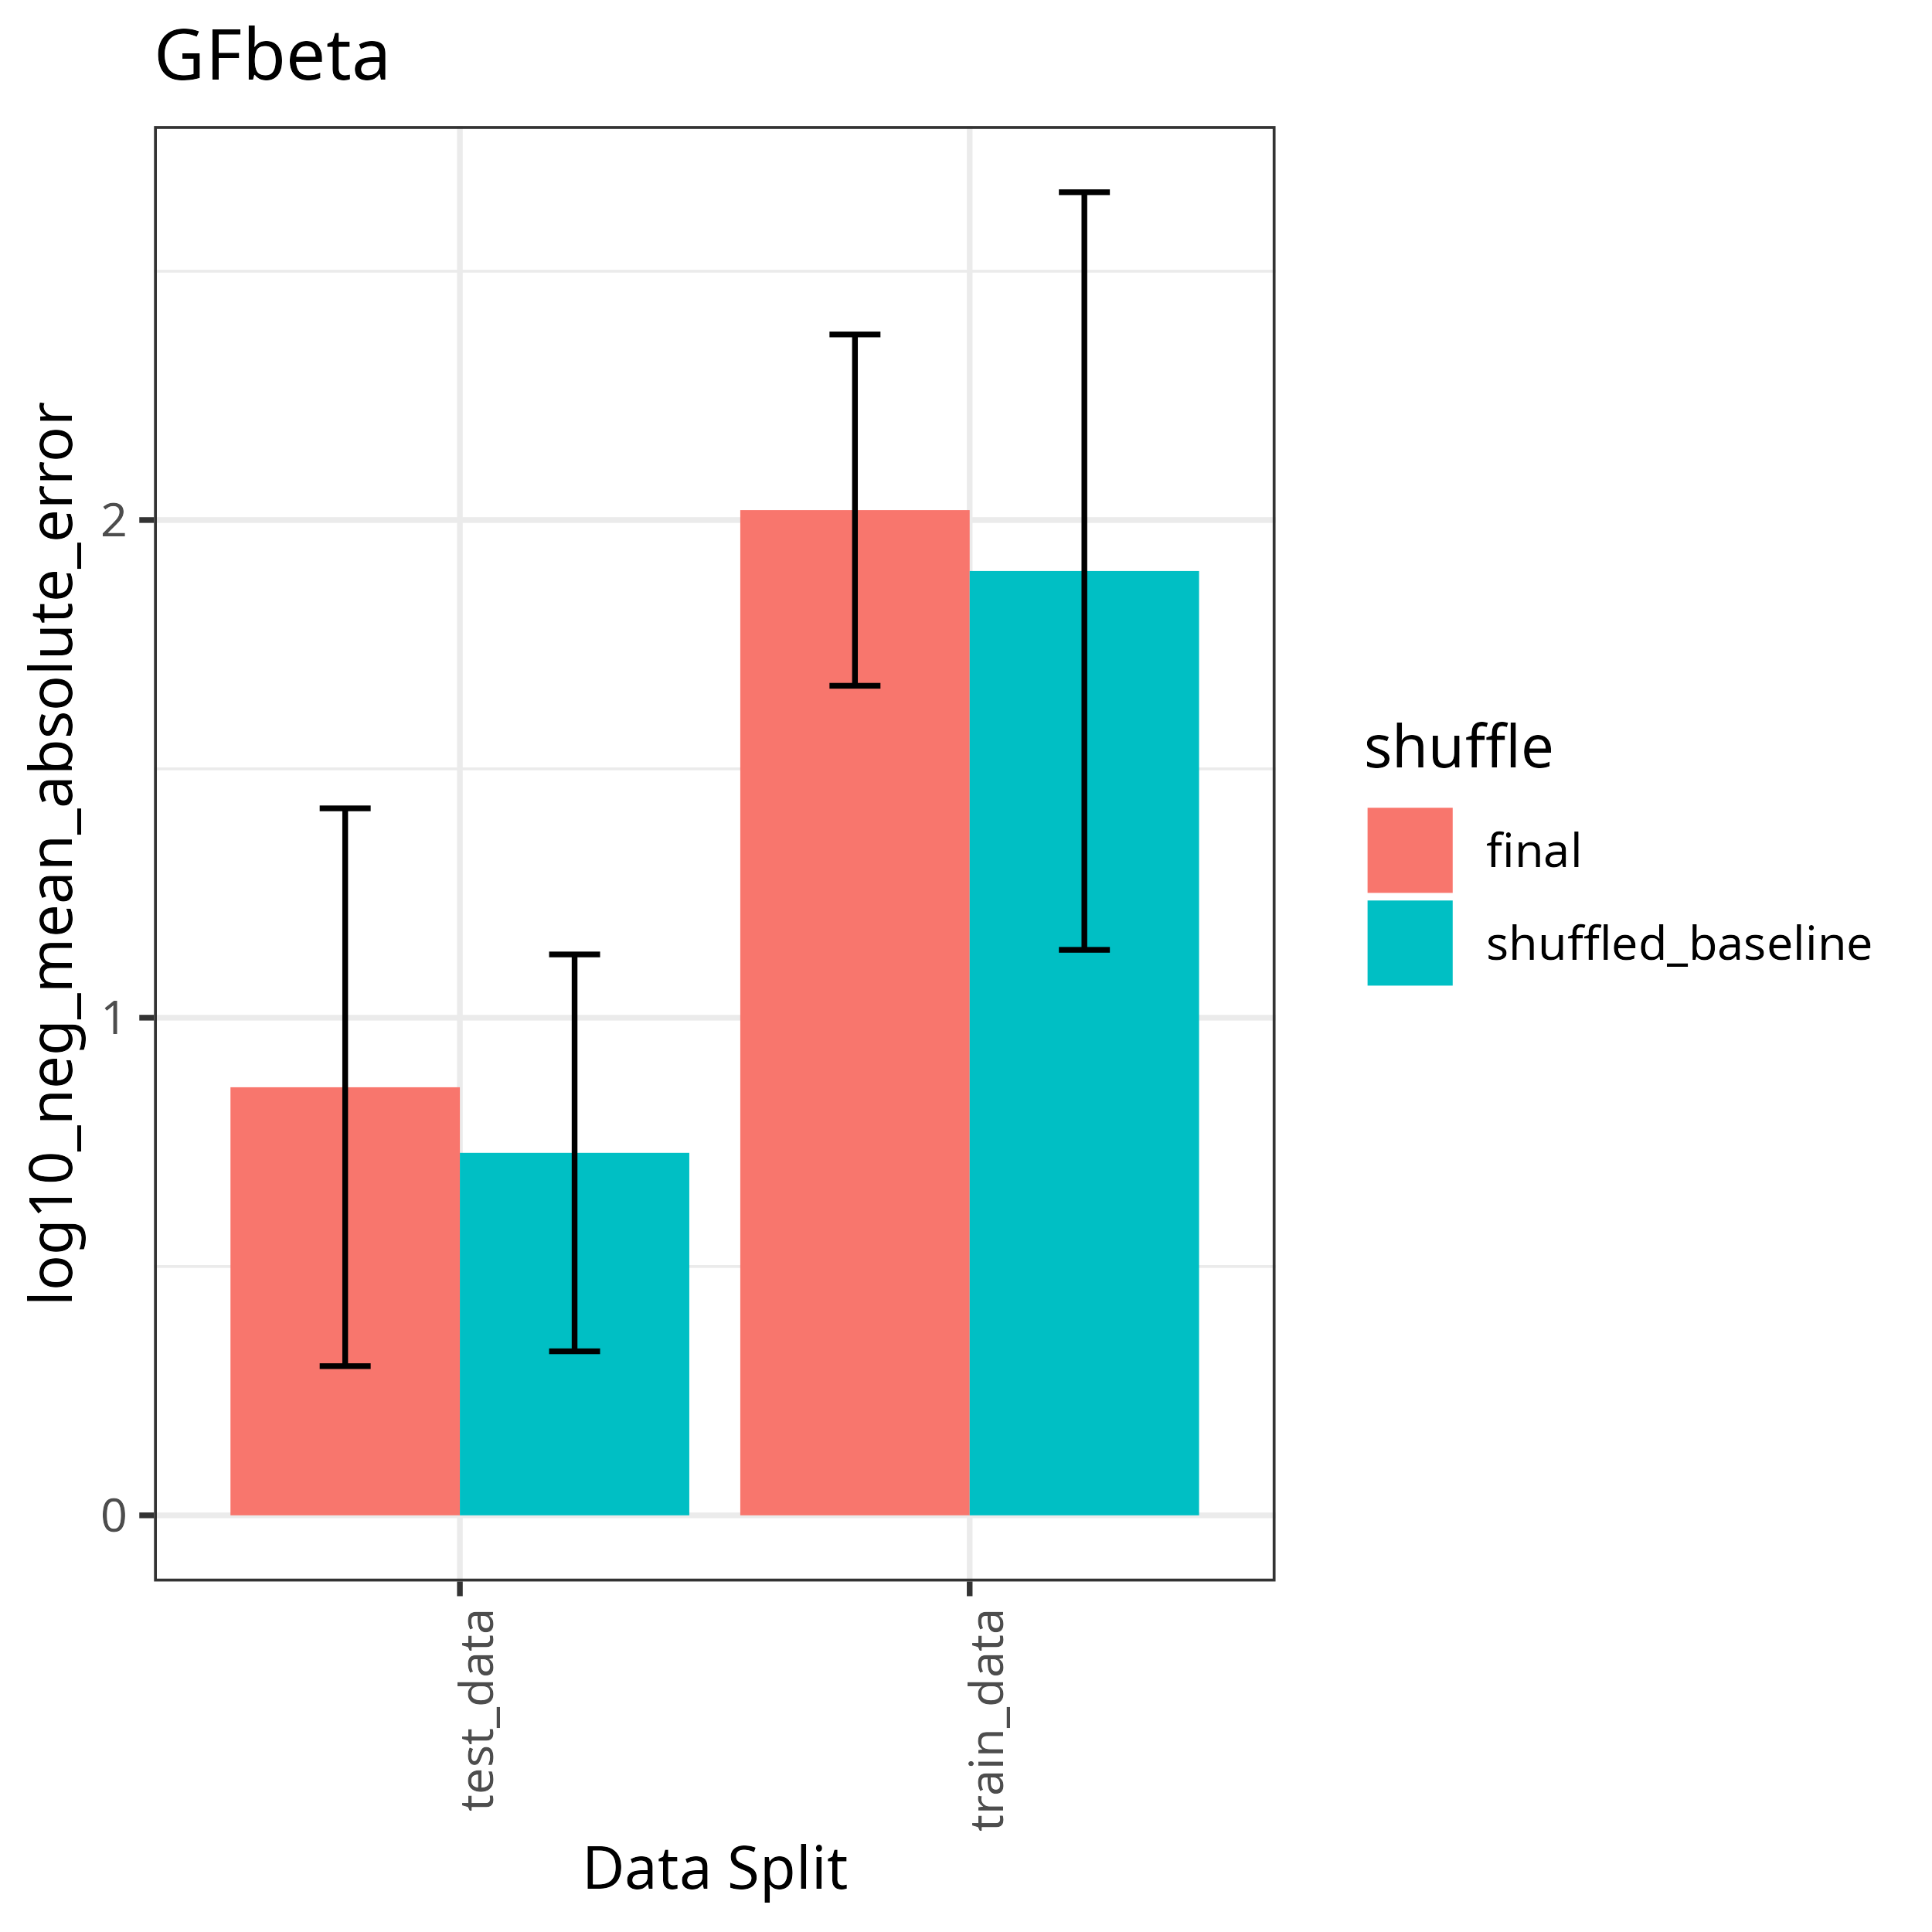 GFbeta
log10_neg_mean_absolute_error
2
1
0
test_data
train_data
Data Split
shuffle
final
shuffled_baseline